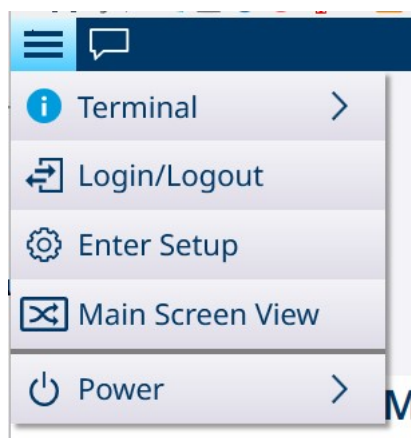 Terminal
Login/Logout
Enter Setup
Main Screen View
Power
M